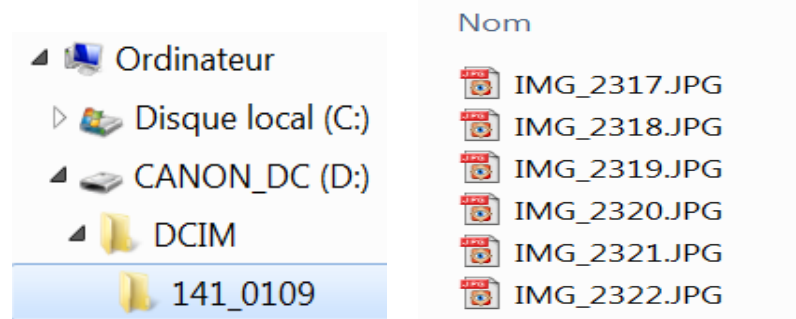 Ordinateur
Disque local (C:)
CANON_DC (D:)
DCIM
141_0109
Nom
IMG_2317.JPG
IMG_2318.JPG
IMG_2319.JPG
IMG_2320.JPG
IMG_2321.JPG
IMG_2322.JPG